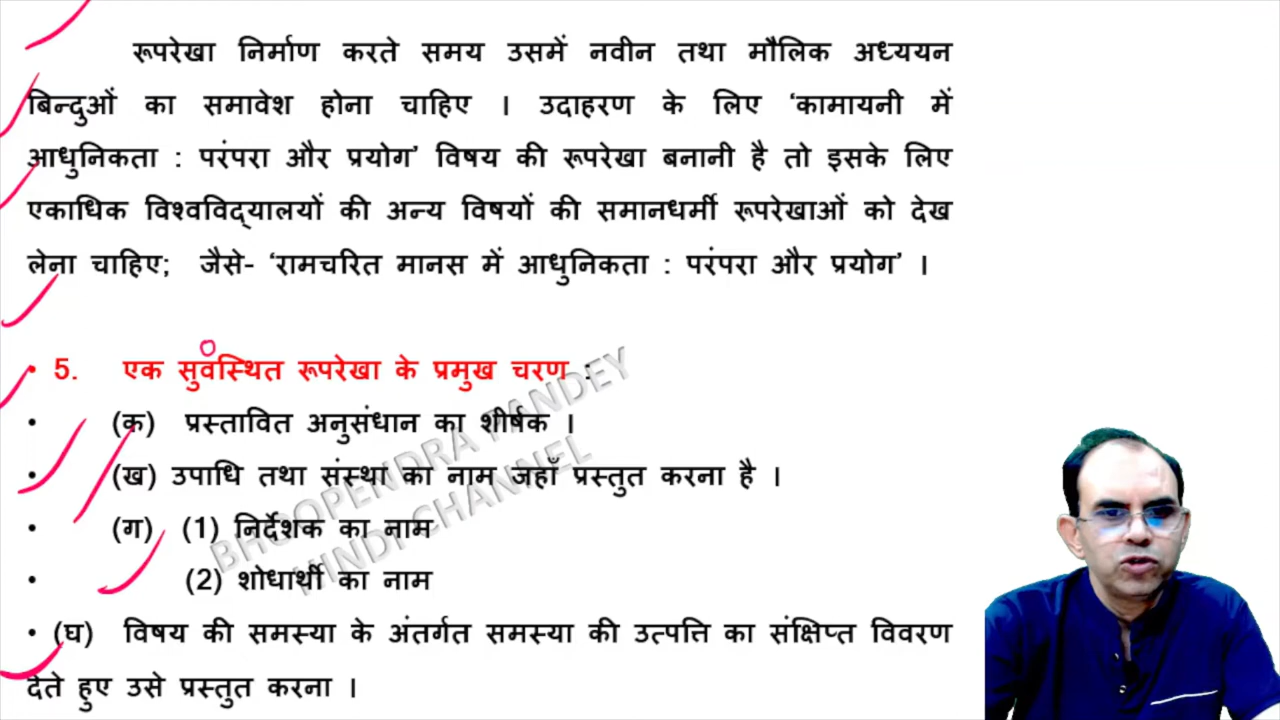 रूपरेखा निर्माण करते समय उसमें नवीन तथा मौलिक अध्ययन
बिन्दुओं का समावेश होना चाहिए । उदाहरण के लिए ‘कामायनी में
आधुनिकता : परंपरा और प्रयोग’ विषय की रूपरेखा बनानी है तो इसके लिए
एकाधिक विश्वविद्यालयों की अन्य विषयों की समानधर्मी रूपरेखाओं को देख
लेना चाहिए; जैसे- ‘रामचरित मानस में आधुनिकता : परंपरा और प्रयोग’ ।
• 5. एक सुवस्थित रूपरेखा के प्रमुख चरण :
• (क) प्रस्तावित अनुसंधान का शीर्षक ।
• (ख) उपाधि तथा संस्था का नाम जहाँ प्रस्तुत करना है ।
• (ग) (1) निर्देशक का नाम
• (2) शोधार्थी का नाम
• (घ) विषय की समस्या के अंतर्गत समस्या की उत्पत्ति का संक्षिप्त विवरण
देते हुए उसे प्रस्तुत करना ।
BHOOPENDRA PANDEY
HINDI CHANNEL